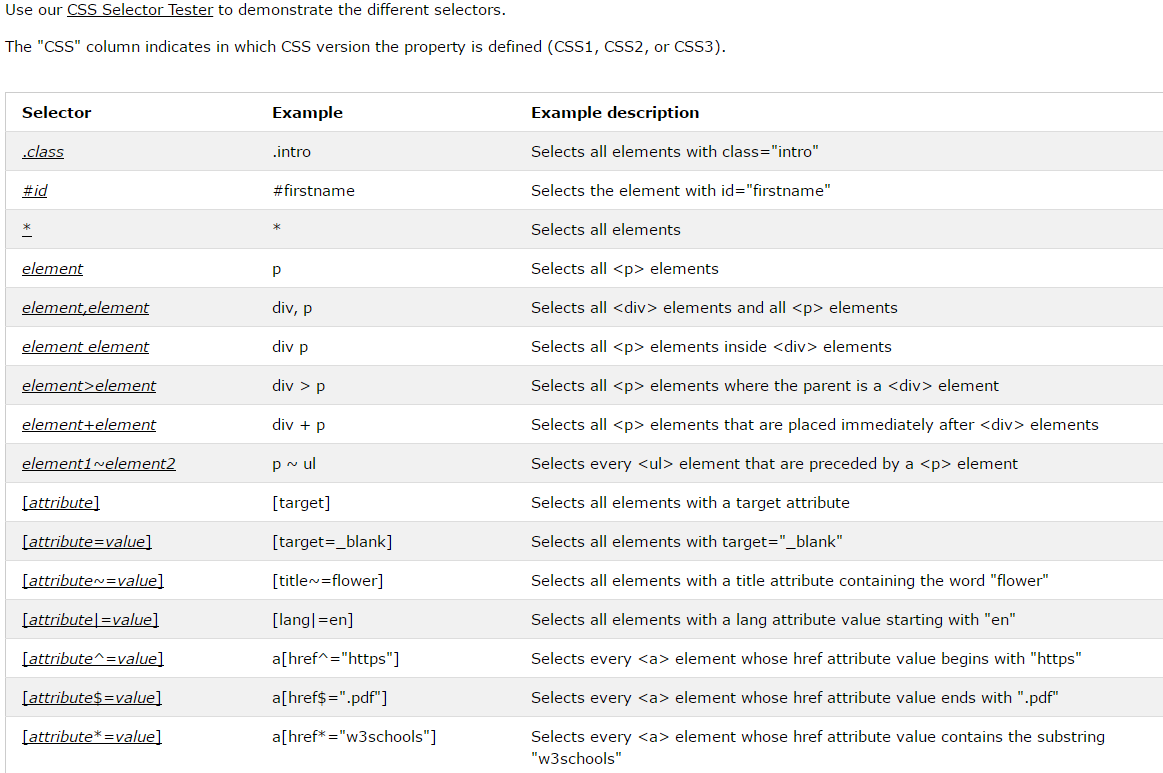 Use our CSS Selector Tester to demonstrate the different selectors.
The "CSS" column indicates in which CSS version the property is defined (CSS1, CSS2, or CSS3).
Selector Example Example description
.class .intro Selects all elements with class="intro"
#id #firstname Selects the element with id="firstname"
* * Selects all elements
element p Selects all <p> elements
element,element div, p Selects all <div> elements and all <p> elements
element element div p Selects all <p> elements inside <div> elements
element>element div > p Selects all <p> elements where the parent is a <div> element
element+element div + p Selects all <p> elements that are placed immediately after <div> elements
element1~element2 p ~ ul Selects every <ul> element that are preceded by a <p> element
[attribute] [target] Selects all elements with a target attribute
[attribute=value] [target=_blank] Selects all elements with target="_blank"
[attribute~=value] [title~=flower] Selects all elements with a title attribute containing the word "flower"
[attribute|=value] [lang|=en] Selects all elements with a lang attribute value starting with "en"
[attribute^=value] a[href^="https"] Selects every <a> element whose href attribute value begins with "https"
[attribute$=value] a[href$=".pdf"] Selects every <a> element whose href attribute value ends with ".pdf"
[attribute*=value] a[href*="w3schools"] Selects every <a> element whose href attribute value contains the substring
"w3schools"